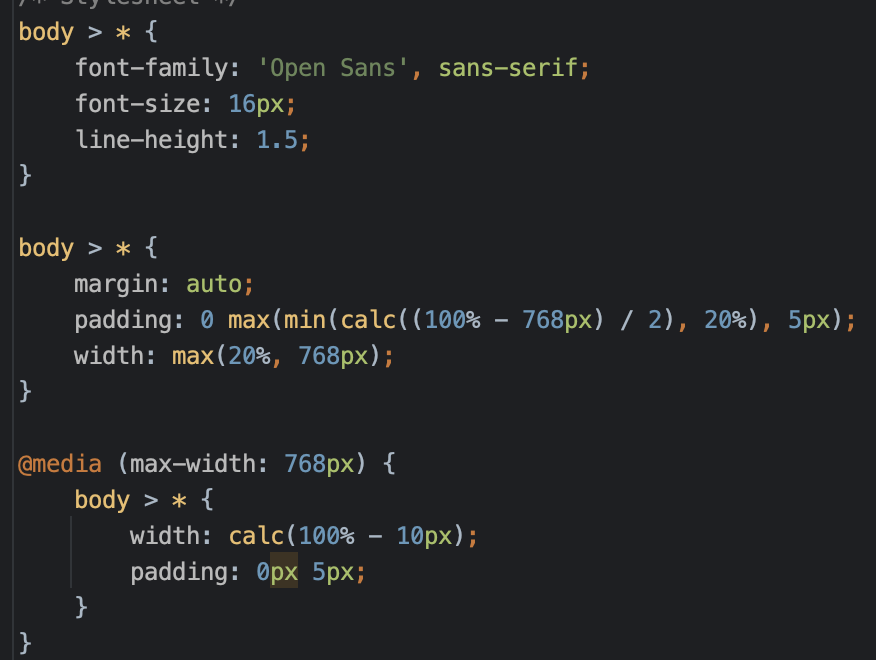 /* Stylesheet */
body > * {
    font-family: 'Open Sans', sans-serif;
    font-size: 16px;
    line-height: 1.5;
}

body > * {
    margin: auto;
    padding: 0 max(min(calc((100% - 768px) / 2), 20%), 5px);
    width: max(20%, 768px);
}

@media (max-width: 768px) {
    body > * {
        width: calc(100% - 10px);
        padding: 0px 5px;
    }
}